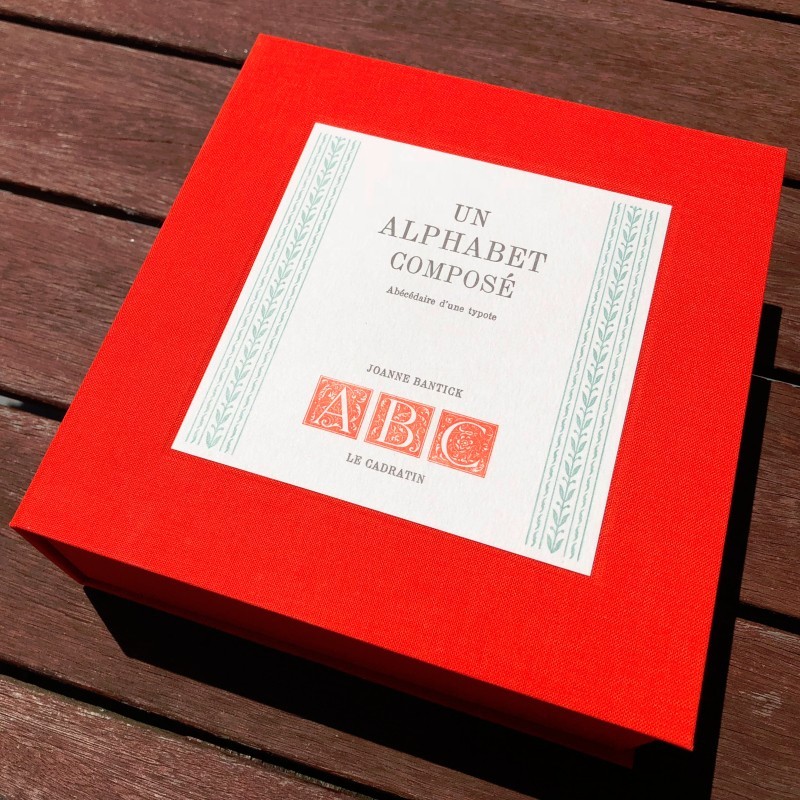 UN
ALPHABET
COMPOSÉ
Abécédaire d'une typote
JOANNE BANTICK
ABC
LE CADRATIN